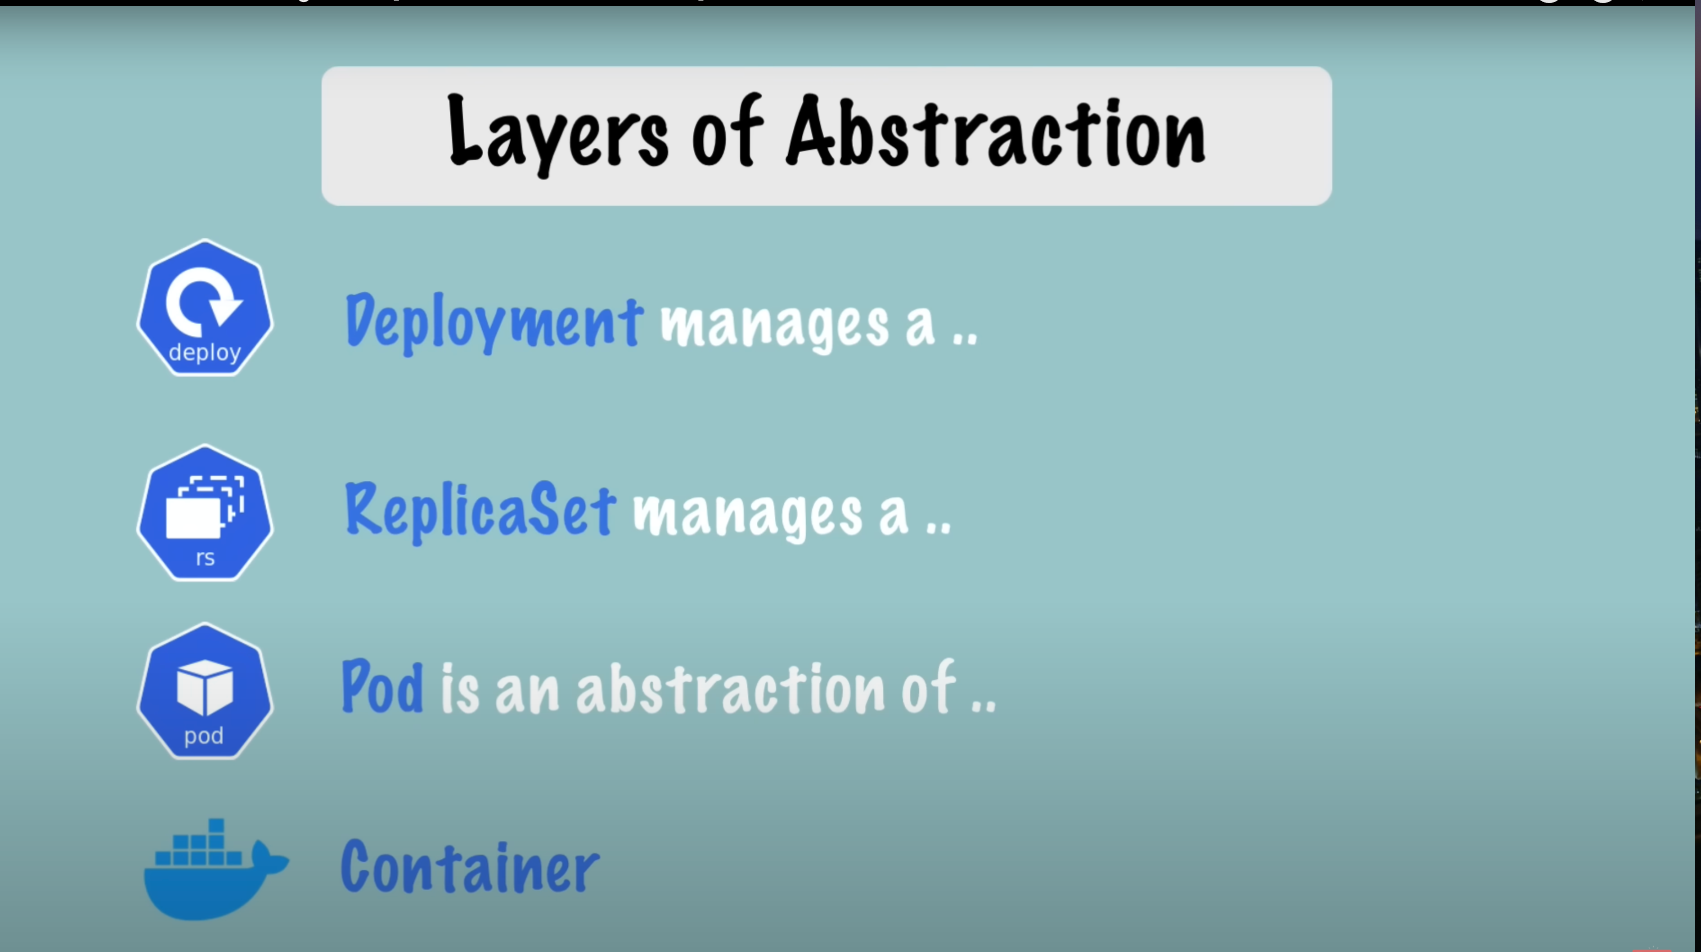 Layers of Abstraction
deploy
Deployment manages a ..
rs
ReplicaSet manages a ..
pod
Pod is an abstraction of ..
Container